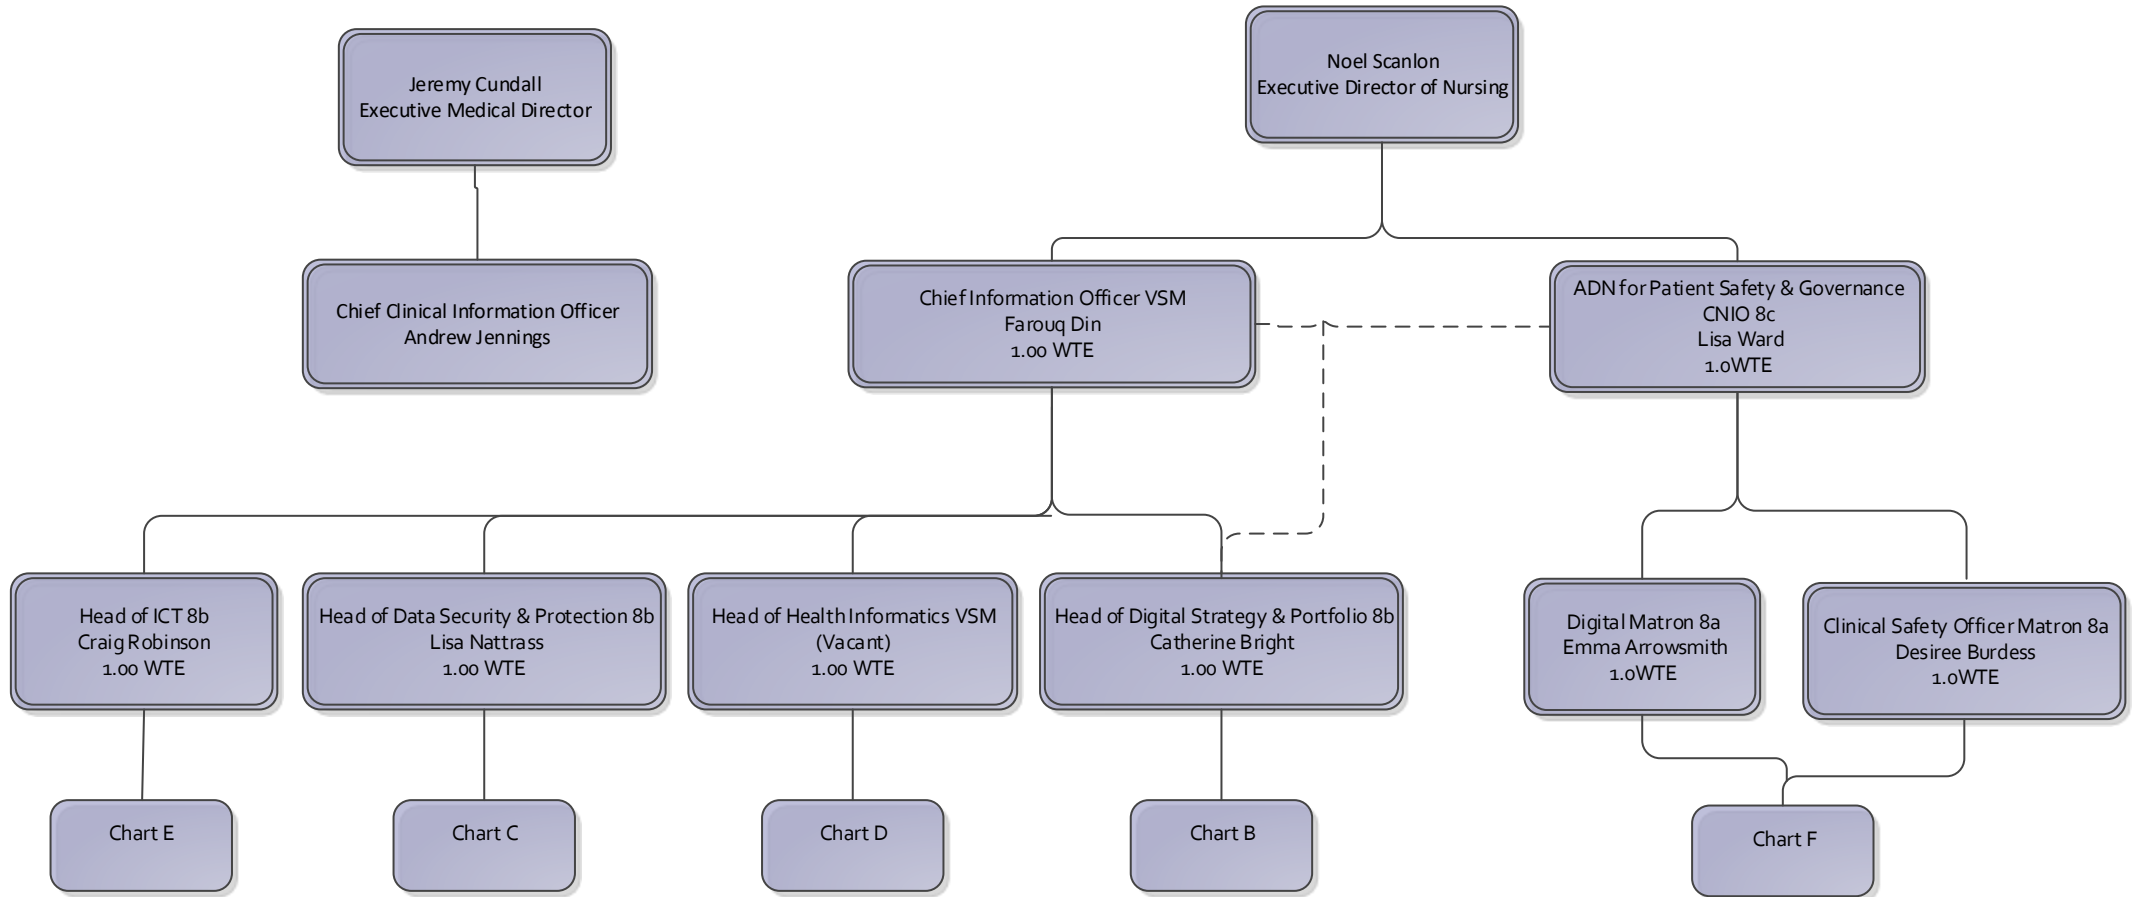 Jeremy Cundall
Executive Medical Director
Noel Scanlon
Executive Director of Nursing
Chief Clinical Information Officer
Andrew Jennings
Chief Information Officer VSM
Farouq Din
1.00 WTE
ADN for Patient Safety & Governance
CNIO 8c
Lisa Ward
1.0WTE
Head of ICT 8b
Craig Robinson
1.00 WTE
Head of Data Security & Protection 8b
Lisa Nattrass
1.00 WTE
Head of Health Informatics VSM
(Vacant)
1.00 WTE
Head of Digital Strategy & Portfolio 8b
Catherine Bright
1.00 WTE
Digital Matron 8a
Emma Arrowsmith
1.0WTE
Clinical Safety Officer Matron 8a
Desiree Burdess
1.0WTE
Chart E
Chart C
Chart D
Chart B
Chart F